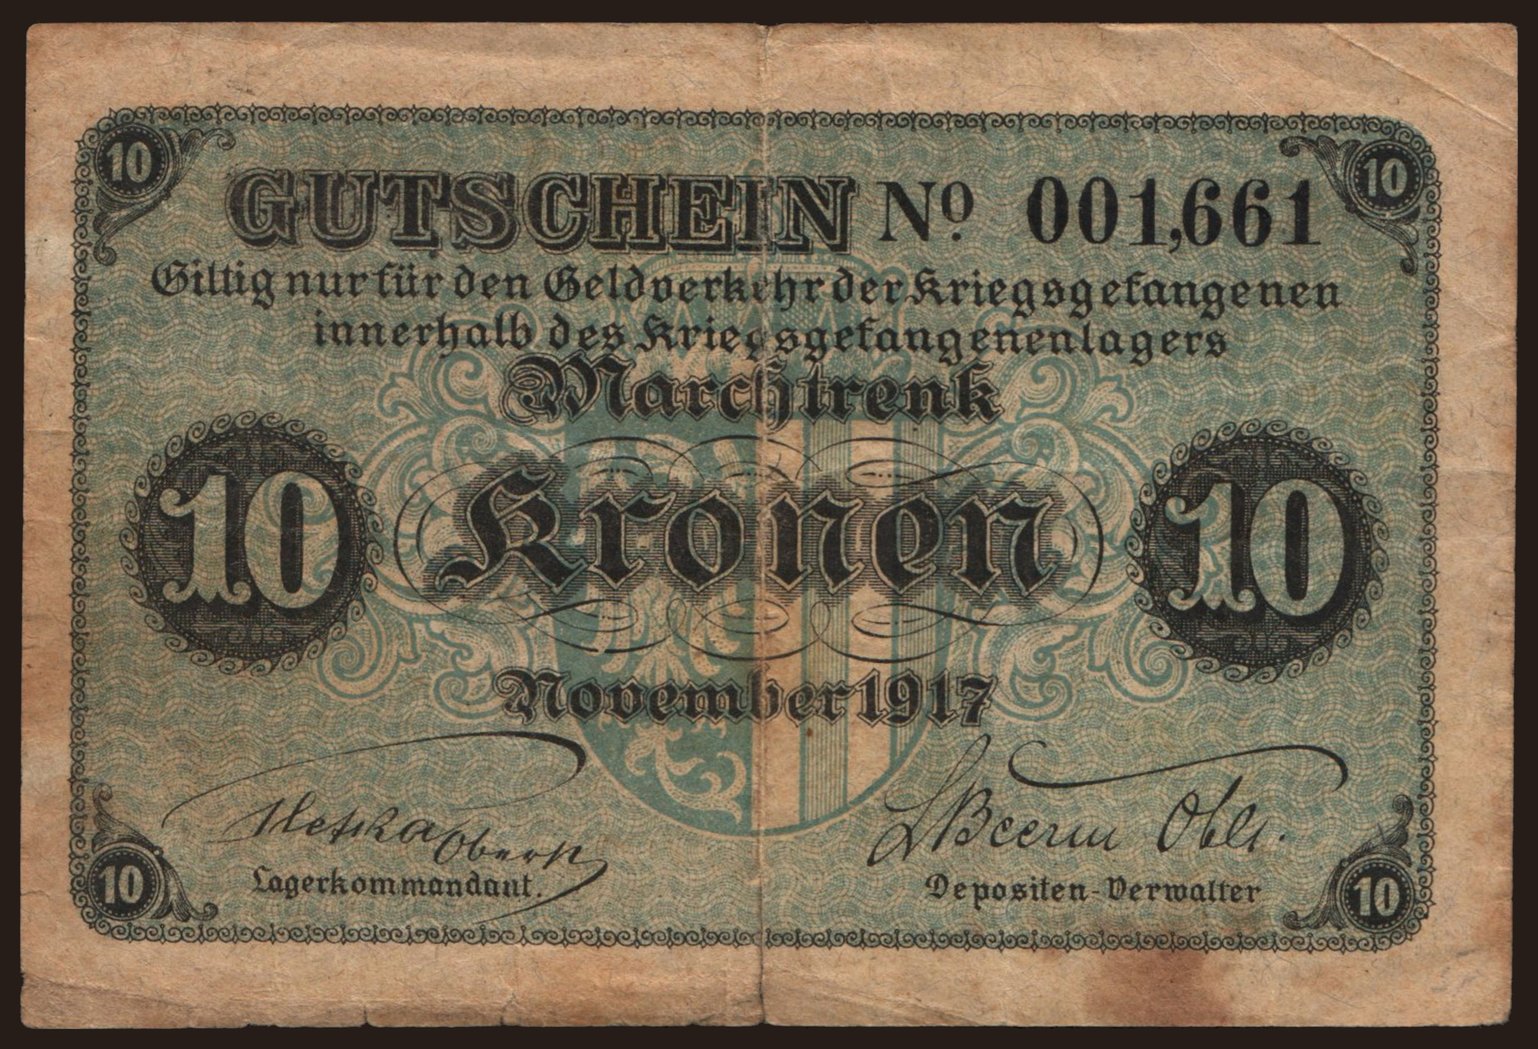 10 10
GUTSCHEIN No. 001,661
Giltig nur für den Geldverkehr der Kriegsgefangenen
innerhalb des Kriegsgefangenenlagers
Marchtrenk
10 Kronen 10
November 1917
Oberst
Lagerkommandant.
Depositen-Verwalter
10 10